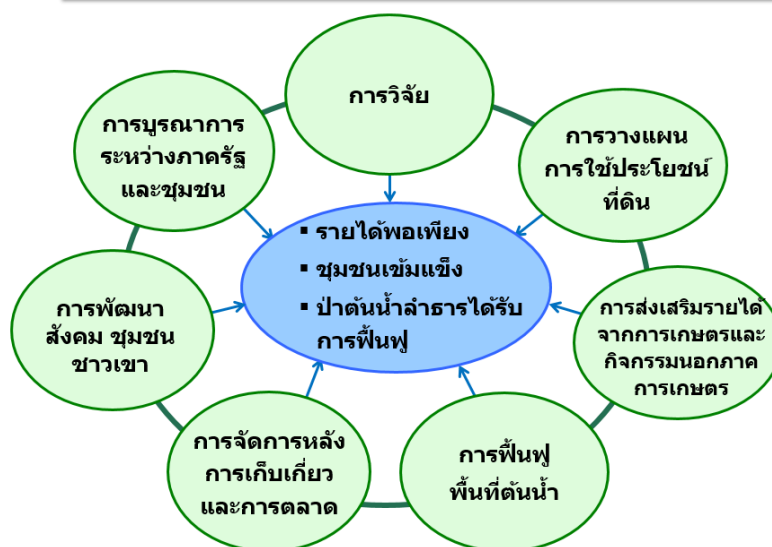 การวิจัย
การวางแผน
การใช้ประโยชน์
ที่ดิน
การส่งเสริมรายได้
จากการเกษตรและ
กิจกรรมนอกภาค
การเกษตร
การฟื้นฟู
พื้นที่ต้นน้ำ
การจัดการหลัง
การเก็บเกี่ยว
และการตลาด
การพัฒนา
สังคม ชุมชน
ชาวเขา
การบูรณาการ
ระหว่างภาครัฐ
และชุมชน
▪ รายได้พอเพียง
▪ ชุมชนเข้มแข็ง
▪ ป่าต้นน้ำลำธารได้รับ
การฟื้นฟู